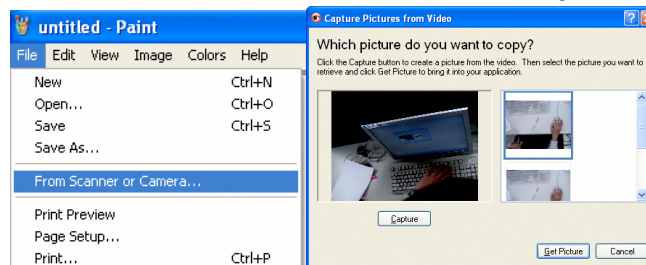 untitled - Paint
File Edit View Image Colors Help
New Ctrl+N
Open... Ctrl+O
Save Ctrl+S
Save As...
From Scanner or Camera...
Print Preview
Page Setup...
Print... Ctrl+P
Capture Pictures from Video
Which picture do you want to copy?
Click the Capture button to create a picture from the video. Then select the picture you want to
retrieve and click Get Picture to bring it into your application.
Capture
Get Picture Cancel